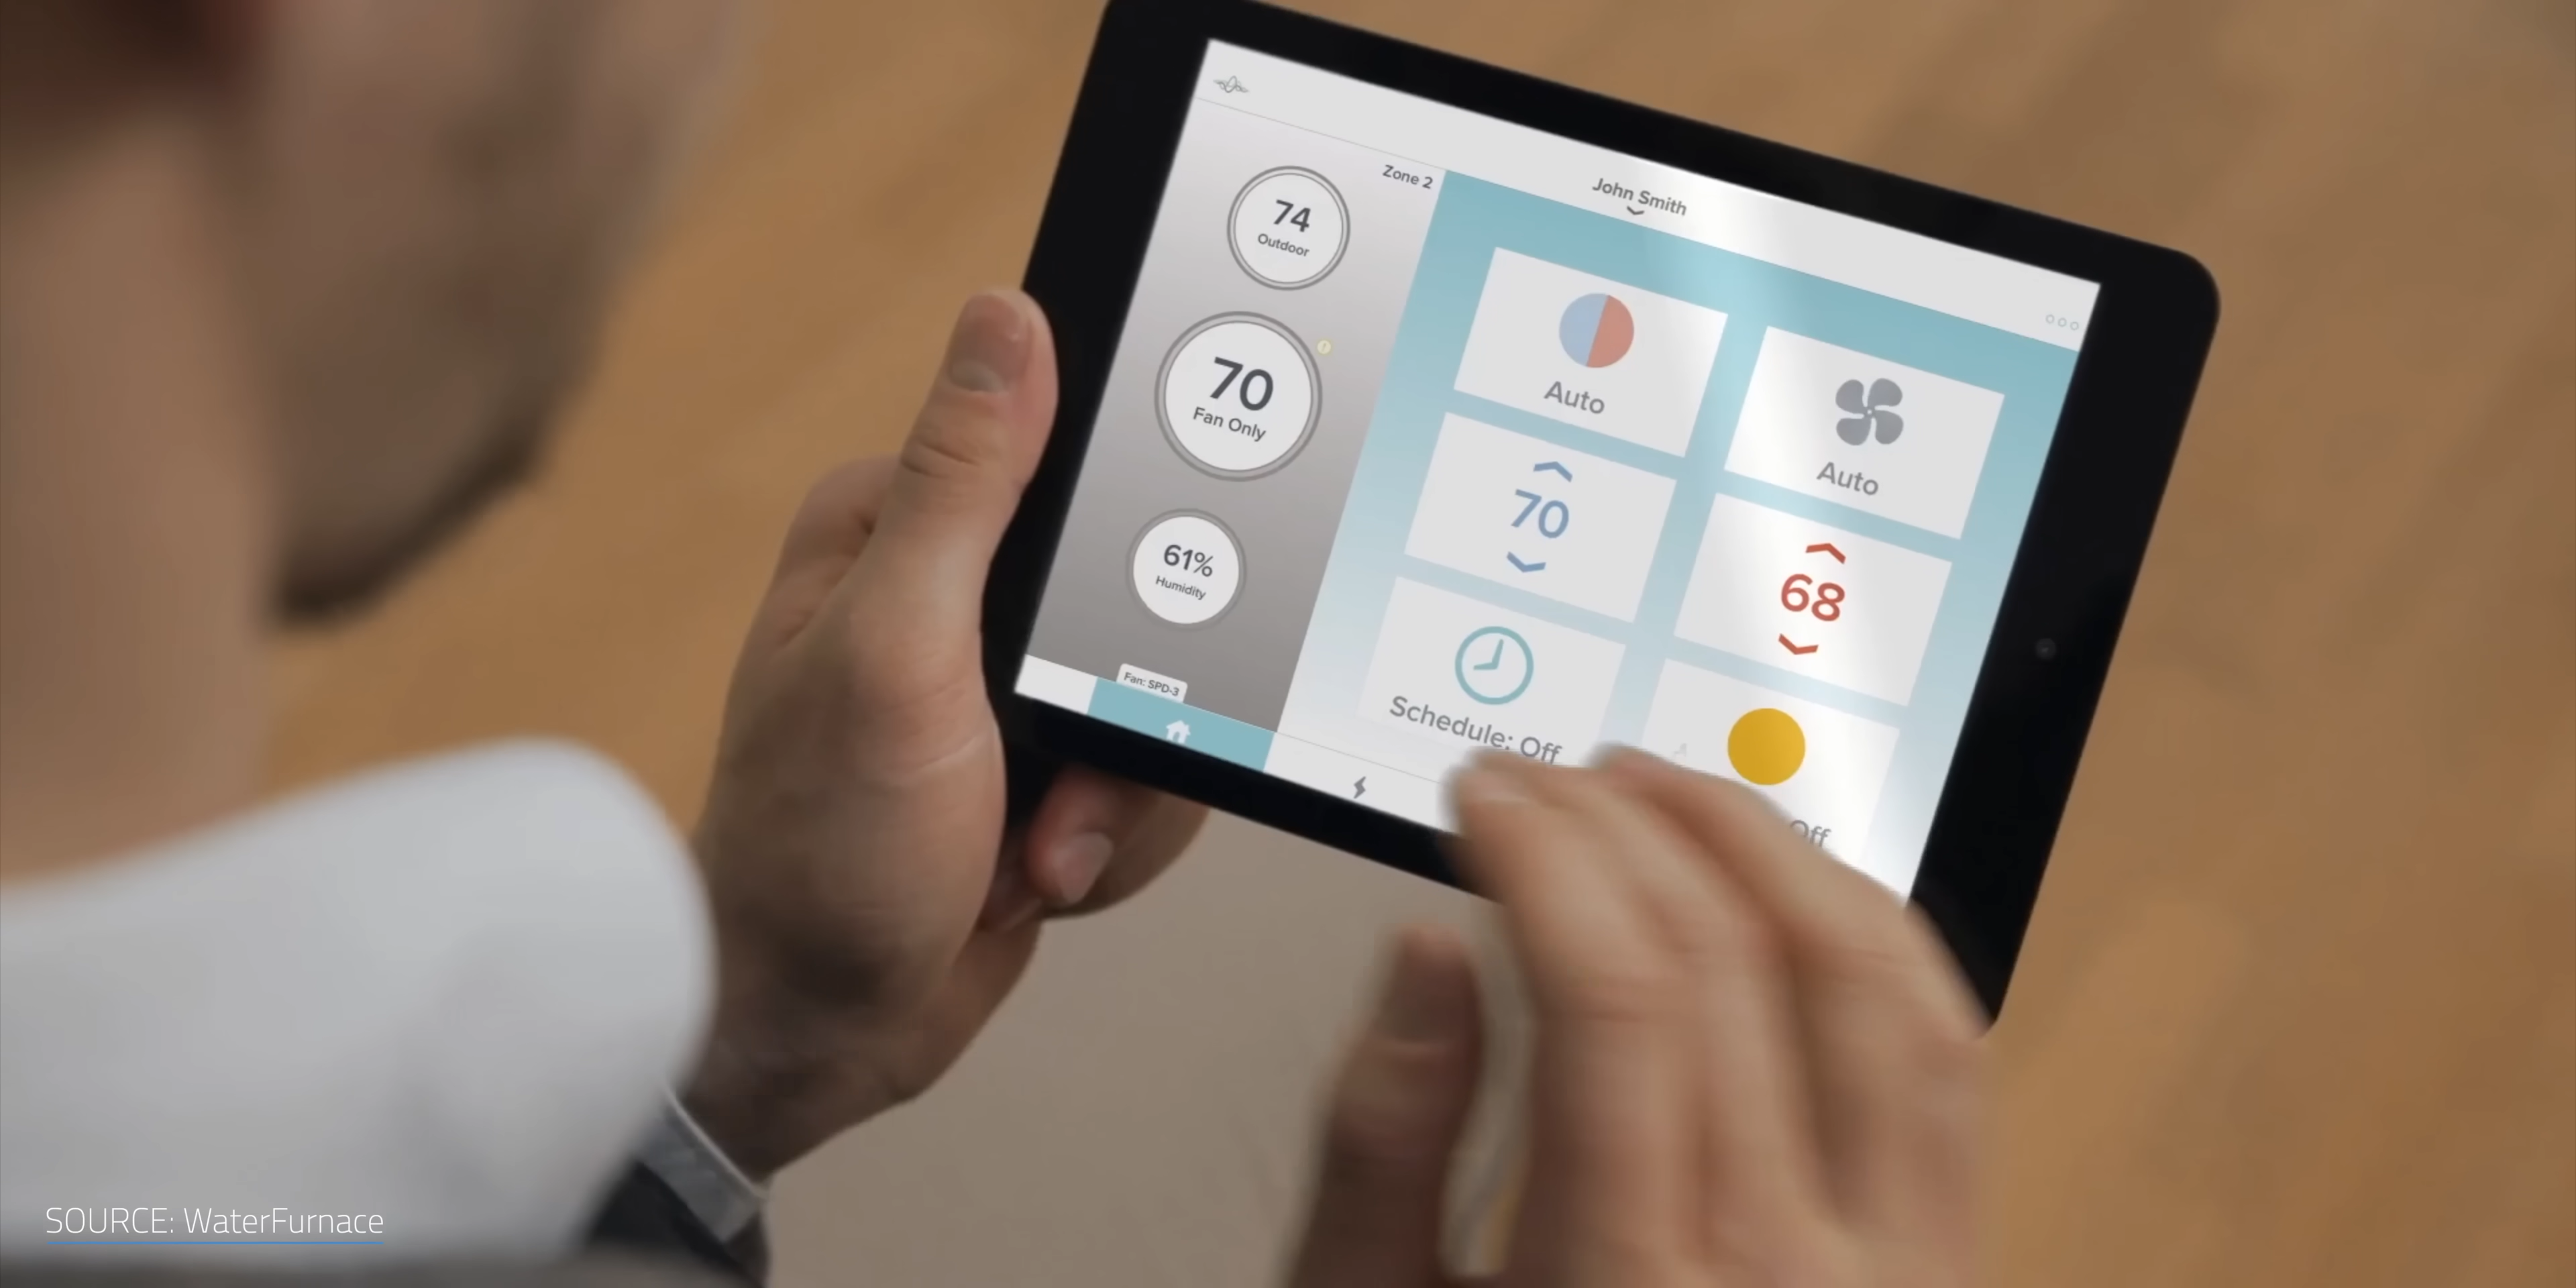 John Smith
Zone 2
74
Outdoor
70
Fan Only
61%
Humidity
Fan: SPD-3
Auto
Auto
70
68
Schedule: Off
Off
SOURCE: WaterFurnace